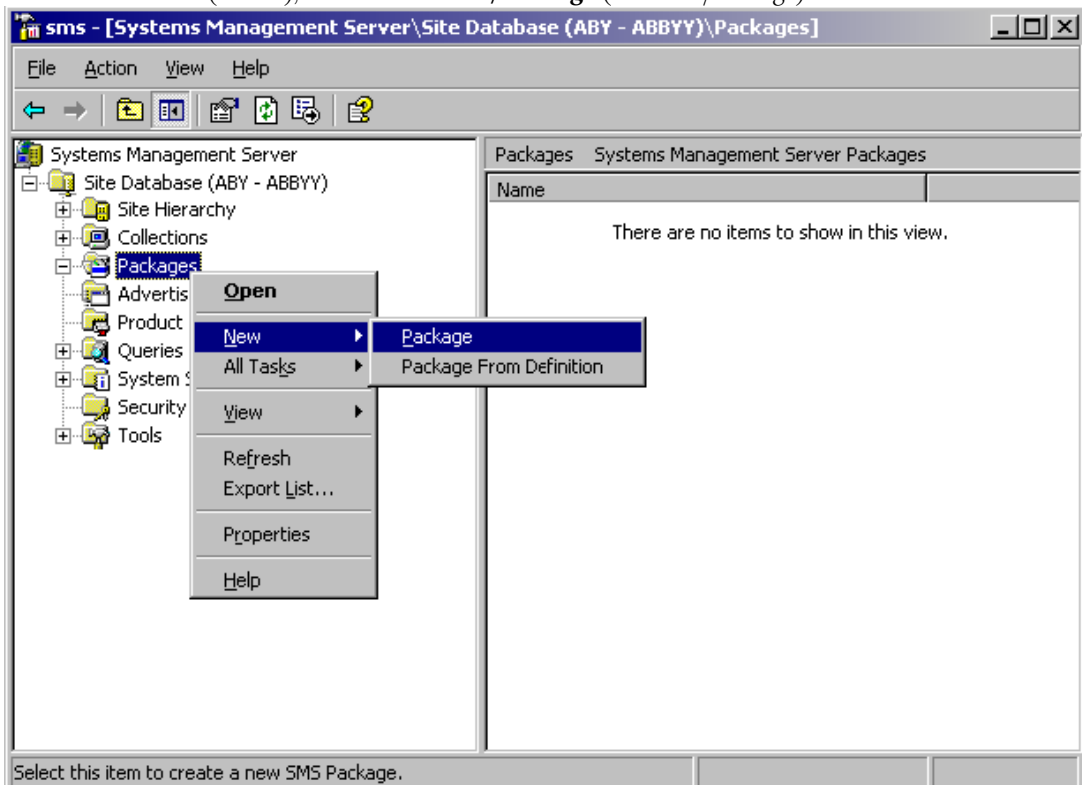 sms - [Systems Management Server\Site Database (ABY - ABBYY)\Packages]
File Action View Help
Systems Management Server
Site Database (ABY - ABBYY)
Site Hierarchy
Collections
Packages
Advertis
Product
Queries
System S
Security
Tools
Open
New
All Tasks
View
Refresh
Export List...
Properties
Help
Package
Package From Definition
Packages Systems Management Server Packages
Name
There are no items to show in this view.
Select this item to create a new SMS Package.